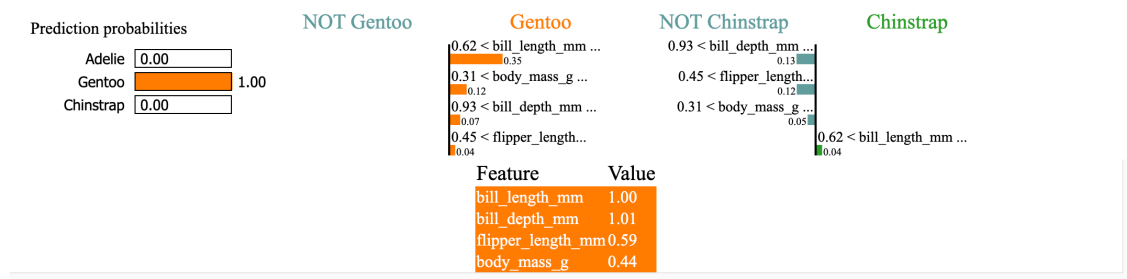 Prediction probabilities
Adelie 0.00
Gentoo 1.00
Chinstrap 0.00
NOT Gentoo Gentoo
0.62 < bill_length_mm ...
0.35
0.31 < body_mass_g ...
0.12
0.93 < bill_depth_mm ...
0.07
0.45 < flipper_length...
0.04
NOT Chinstrap Chinstrap
0.93 < bill_depth_mm ...
0.13
0.45 < flipper_length...
0.12
0.31 < body_mass_g ...
0.05
0.62 < bill_length_mm ...
0.04
Feature Value
bill_length_mm 1.00
bill_depth_mm 1.01
flipper_length_mm 0.59
body_mass_g 0.44